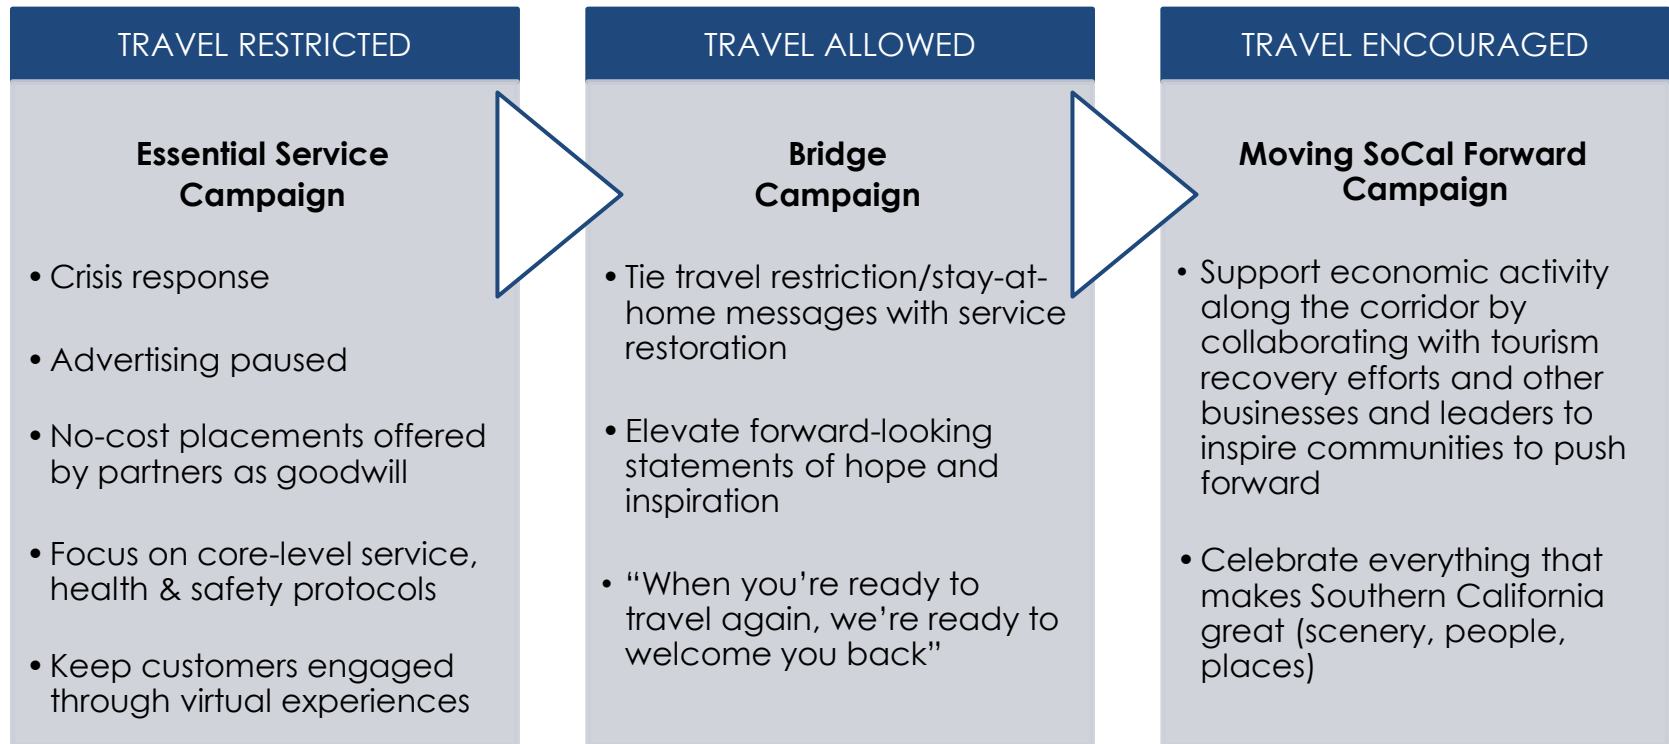 TRAVEL RESTRICTED
Essential Service
Campaign
• Crisis response
• Advertising paused
• No-cost placements offered
by partners as goodwill
• Focus on core-level service,
health & safety protocols
• Keep customers engaged
through virtual experiences
TRAVEL ALLOWED
Bridge
Campaign
• Tie travel restriction/stay-at-
home messages with service
restoration
• Elevate forward-looking
statements of hope and
inspiration
• “When you’re ready to
travel again, we’re ready to
welcome you back”
TRAVEL ENCOURAGED
Moving SoCal Forward
Campaign
• Support economic activity
along the corridor by
collaborating with tourism
recovery efforts and other
businesses and leaders to
inspire communities to push
forward
• Celebrate everything that
makes Southern California
great (scenery, people,
places)